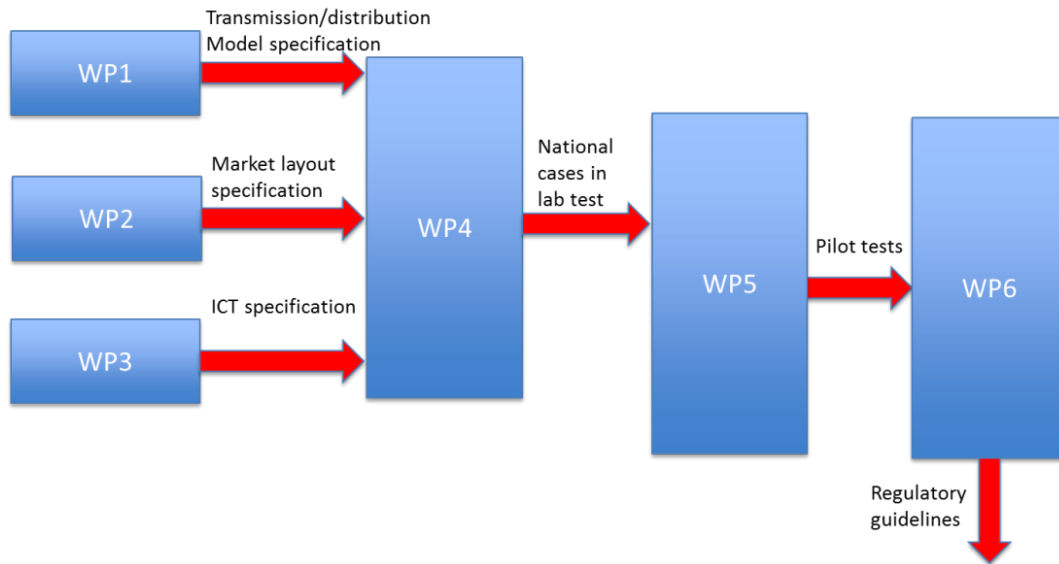 Transmission/distribution
Model specification
WP1
Market layout
specification
WP2
ICT specification
WP3
WP4
National
cases in
lab test
WP5
Pilot tests
WP6
Regulatory
guidelines